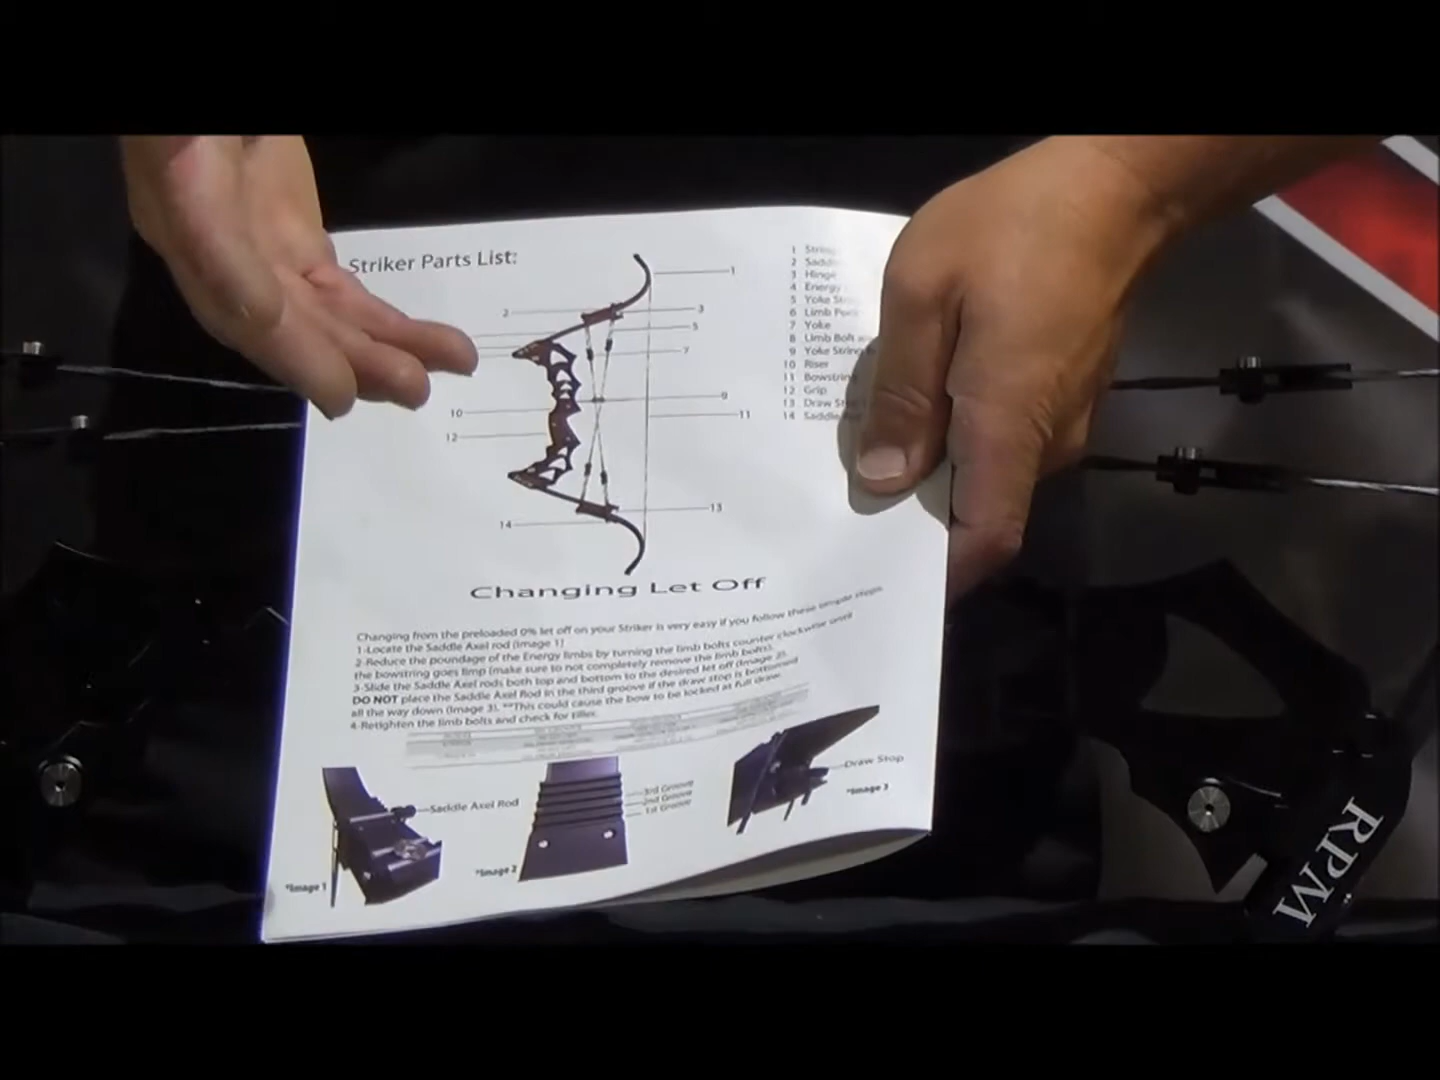 Striker Parts List:
1
2
3
5
7
9
10
11
12
13
14
1 String
2 Saddle
3 Hinge
4 Energy
5 Yoke
6 Limb
7 Yoke
8 Limb Bolt
9 Yoke String
10 Riser
11 Bowstring
12 Grip
13 Draw
14 Saddle
Changing Let Off
Changing from the preloaded 0% let off on your Striker is very easy if you follow these simple steps.
1-Locate the Saddle Axel rod (Image 1)
2-Reduce the poundage of the Energy limbs by turning the limb bolts counter clockwise until
the bowstring goes limp (make sure to not completely remove the limb bolts).
3-Slide the Saddle Axel rods both top and bottom to the desired let off (Image 2).
DO NOT place the Saddle Axel Rod in the third groove if the draw stop is bottomed
all the way down (Image 3). **This could cause the bow to be locked at full draw.
4-Retighten the limb bolts and check for tiller.
Saddle Axel Rod
*Image 1
3rd Groove
2nd Groove
1st Groove
*Image 2
Draw Stop
*Image 3
RPM